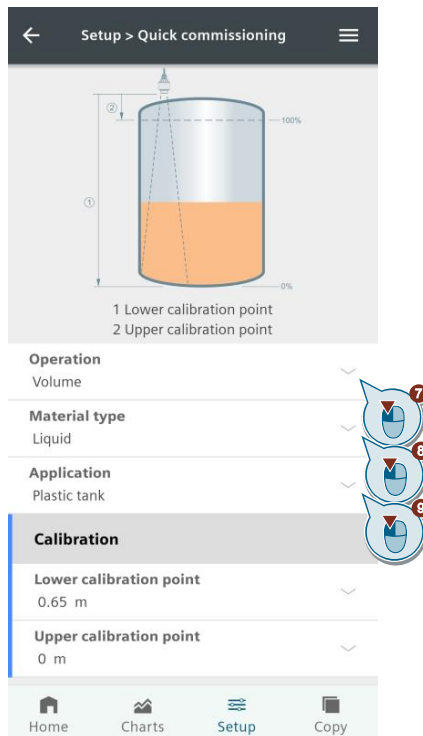 Setup > Quick commissioning
②
100%
①
0%
1 Lower calibration point
2 Upper calibration point
Operation
Volume
7
Material type
Liquid
8
Application
Plastic tank
9
Calibration
Lower calibration point
0.65 m
Upper calibration point
0 m
Home Charts Setup Copy